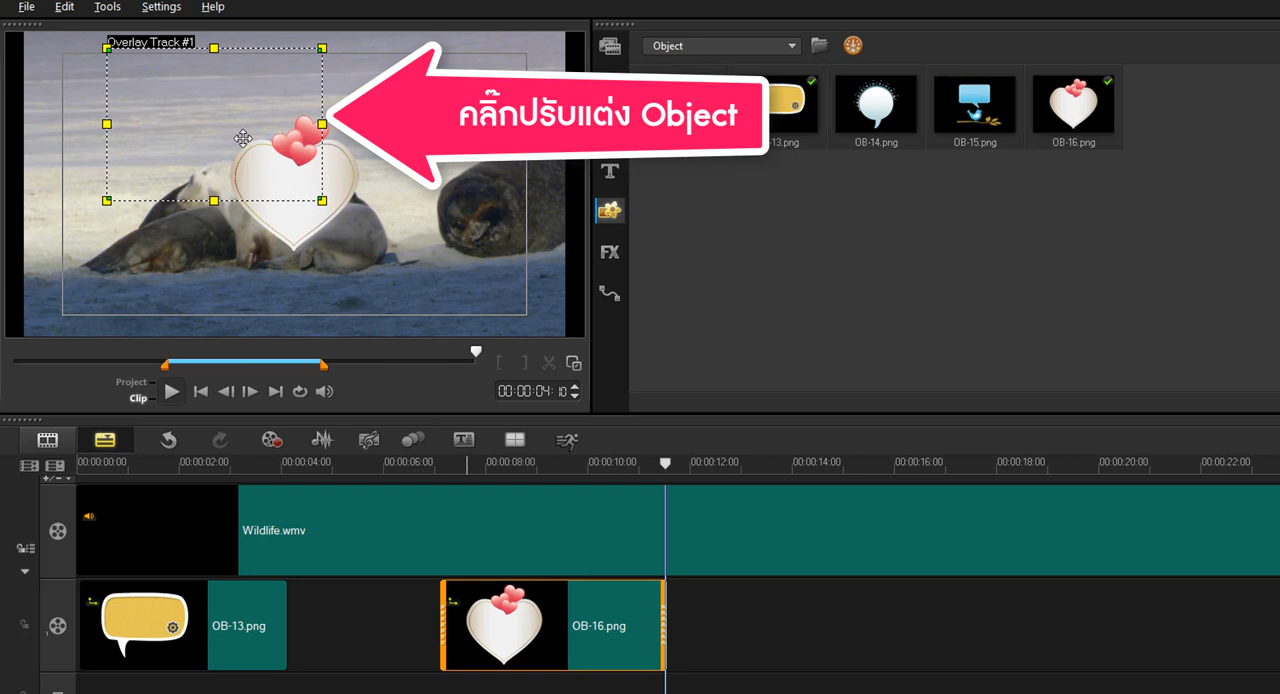 File Edit Tools Settings Help
Overlay Track #1
คลิ๊กปรับแต่ง Object
Object
13.png
OB-14.png
OB-15.png
OB-16.png
T
FX
Project
Clip
00:00:04:10
00:00:00:00 00:00:02:00 00:00:04:00 00:00:06:00 00:00:08:00 00:00:10:00 00:00:12:00 00:00:14:00 00:00:16:00 00:00:18:00 00:00:20:00 00:00:22:00
Wildlife.wmv
1
OB-13.png
OB-16.png